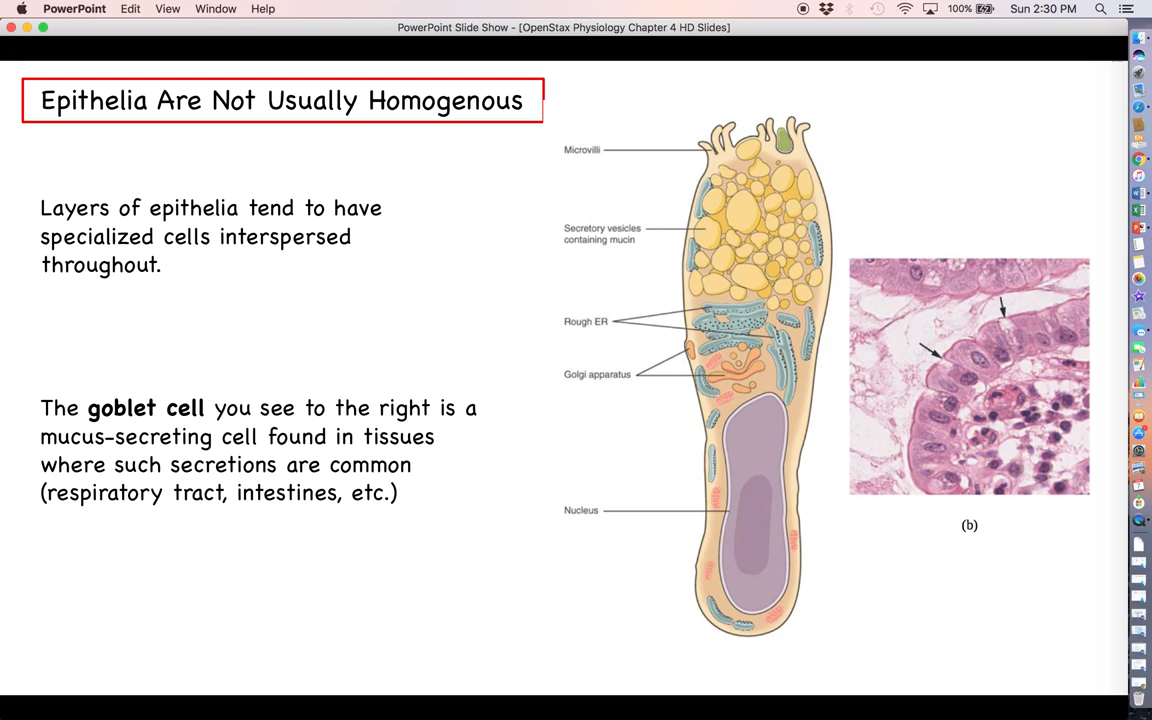 PowerPoint Edit View Window Help 100% Sun 2:30 PM
PowerPoint Slide Show - [OpenStax Physiology Chapter 4 HD Slides]
Epithelia Are Not Usually Homogenous
Layers of epithelia tend to have
specialized cells interspersed
throughout.
The goblet cell you see to the right is a
mucus-secreting cell found in tissues
where such secretions are common
(respiratory tract, intestines, etc.)
Microvilli
Secretory vesicles
containing mucin
Rough ER
Golgi apparatus
Nucleus
(b)